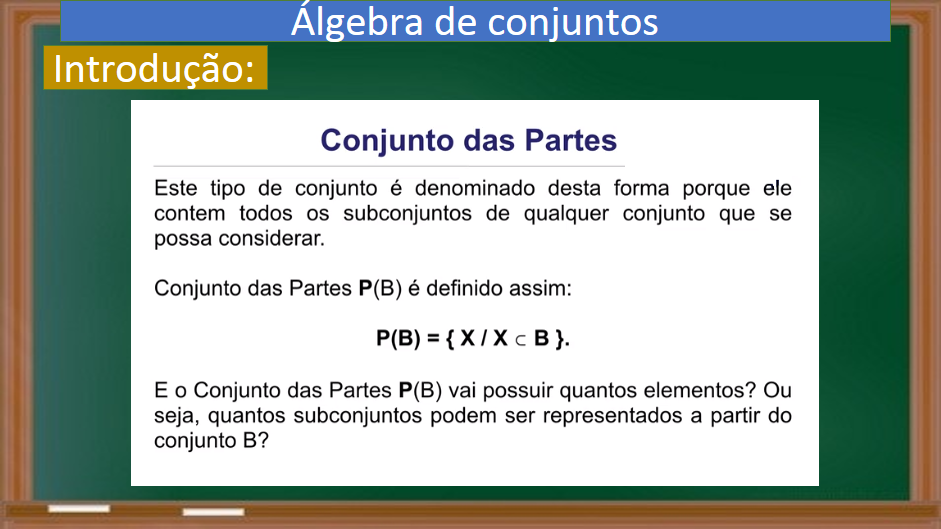 Álgebra de conjuntos
Introdução:
Conjunto das Partes
Este tipo de conjunto é denominado desta forma porque ele
contem todos os subconjuntos de qualquer conjunto que se
possa considerar.
Conjunto das Partes P(B) é definido assim:
P(B) = { X / X ⊂ B }.
E o Conjunto das Partes P(B) vai possuir quantos elementos? Ou
seja, quantos subconjuntos podem ser representados a partir do
conjunto B?